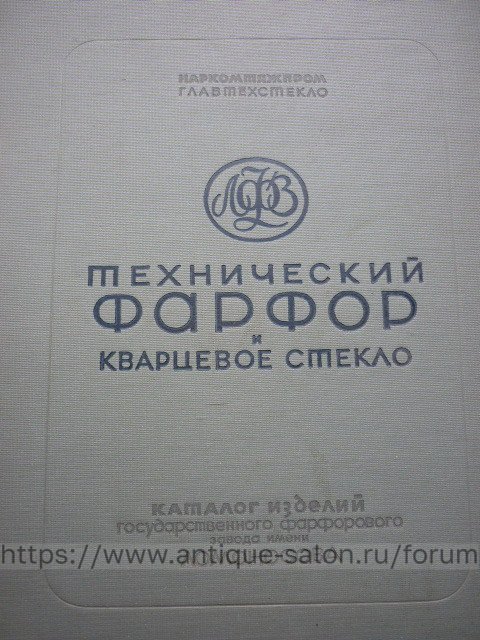 НАРКОМТЯЖПРОМ
ГЛАВТЕХСТЕКЛО
ЛФЗ
ТЕХНИЧЕСКИЙ
ФАРФОР
И
КВАРЦЕВОЕ СТЕКЛО
КАТАЛОГ ИЗДЕЛИЙ
ГОСУДАРСТВЕННОГО ФАРФОРОВОГО
ЗАВОДА ИМЕНИ
https://www.antique-salon.ru/forum